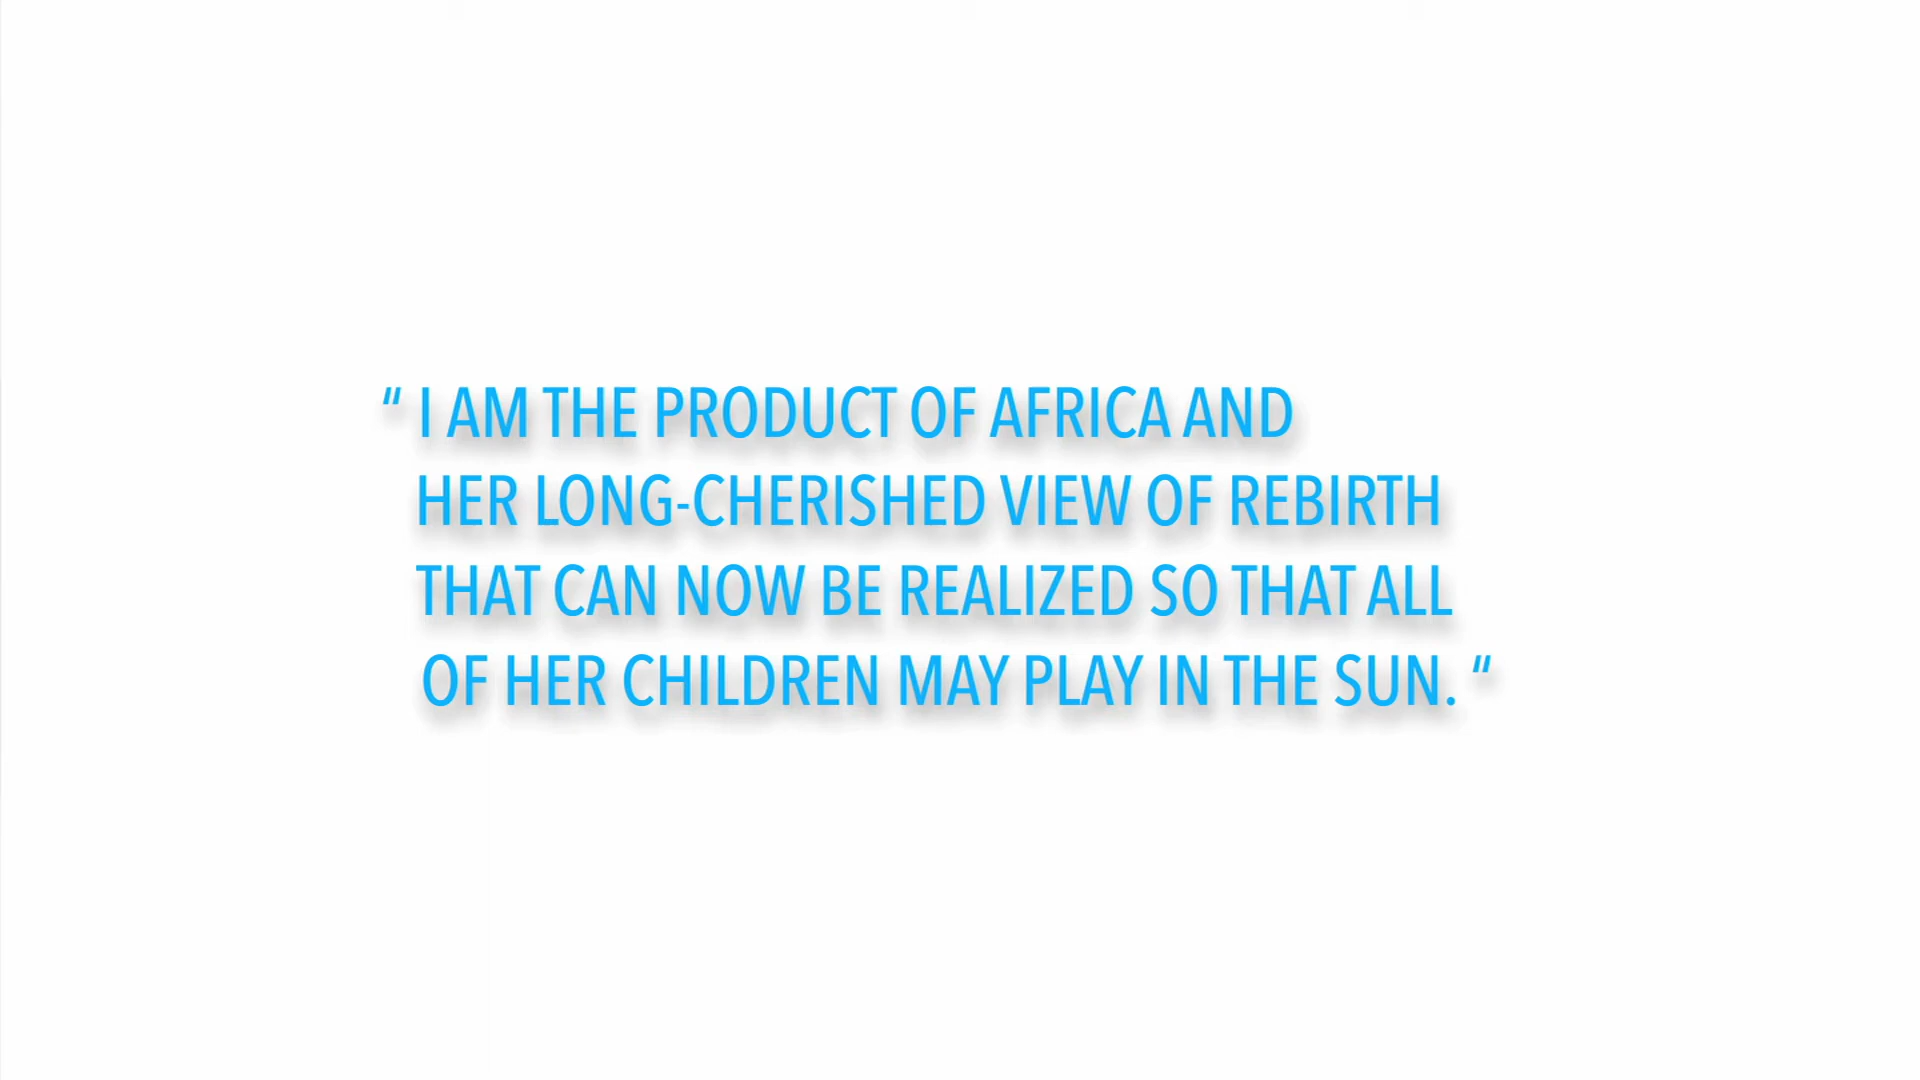 “ I AM THE PRODUCT OF AFRICA AND
HER LONG-CHERISHED VIEW OF REBIRTH
THAT CAN NOW BE REALIZED SO THAT ALL
OF HER CHILDREN MAY PLAY IN THE SUN. “